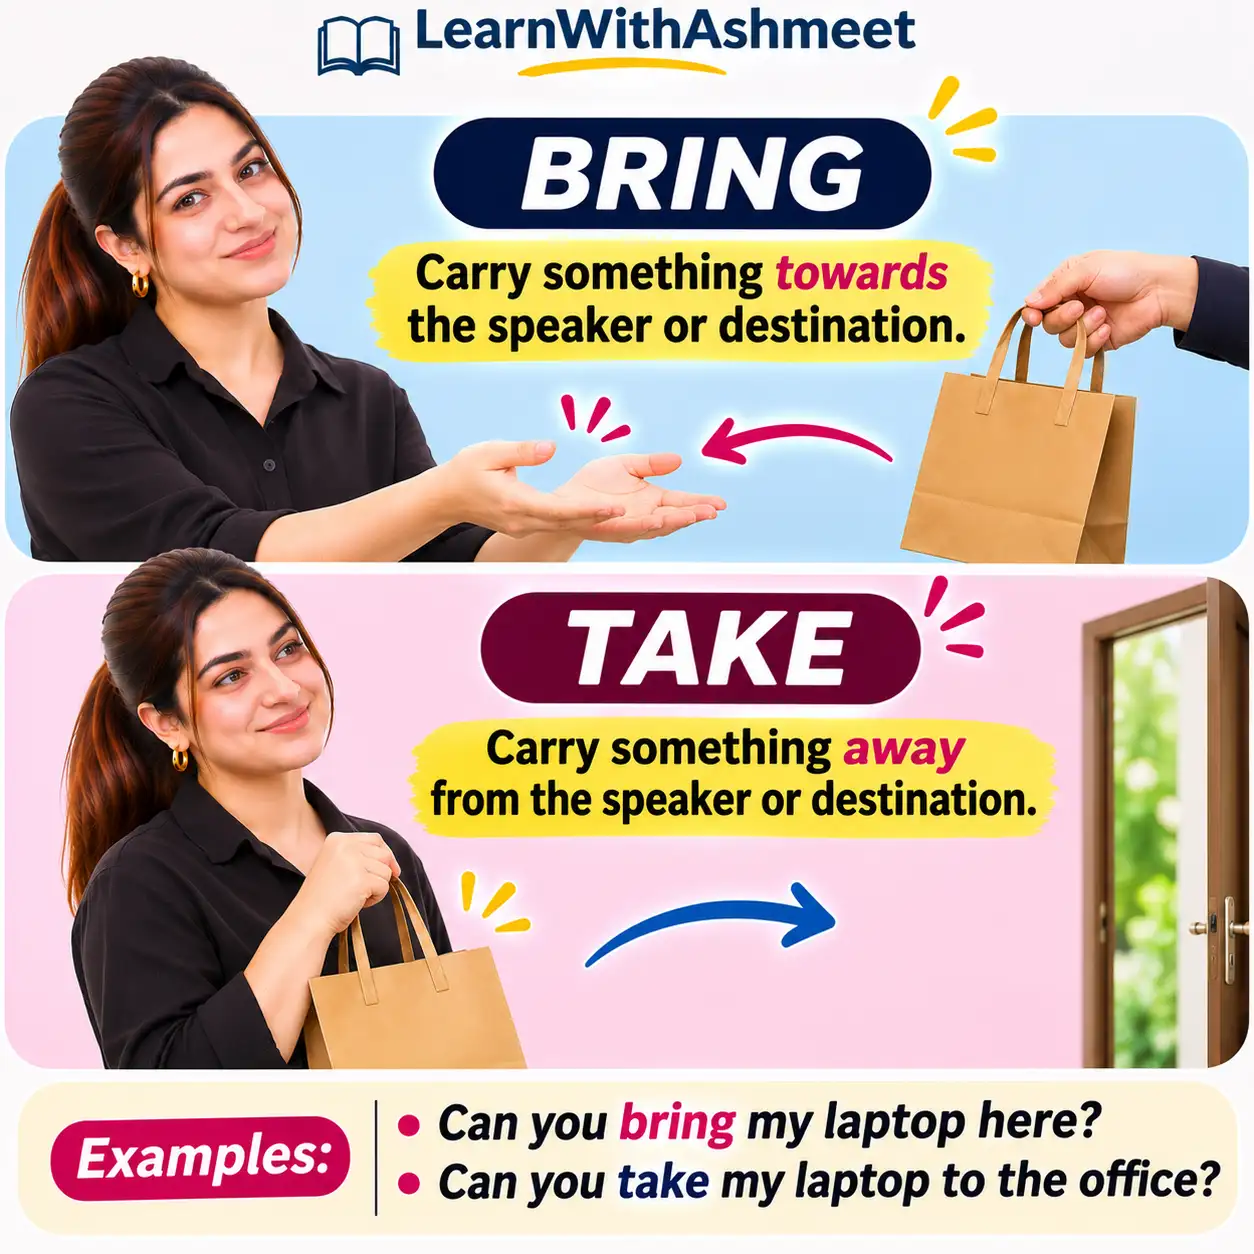 LearnWithAshmeet
BRING
Carry something towards
the speaker or destination.
TAKE
Carry something away
from the speaker or destination.
Examples:
• Can you bring my laptop here?
• Can you take my laptop to the office?